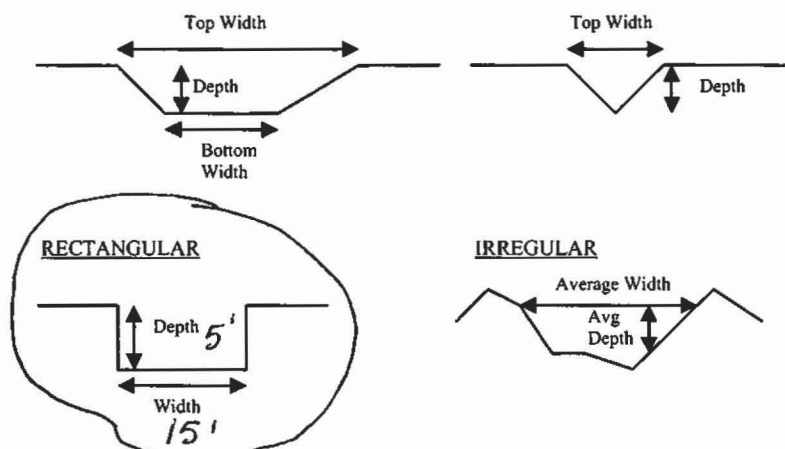 Top Width
Top Width
Depth
Depth
Bottom
Width
RECTANGULAR
IRREGULAR
Average Width
Depth 5'
Avg
Depth
Width
15'